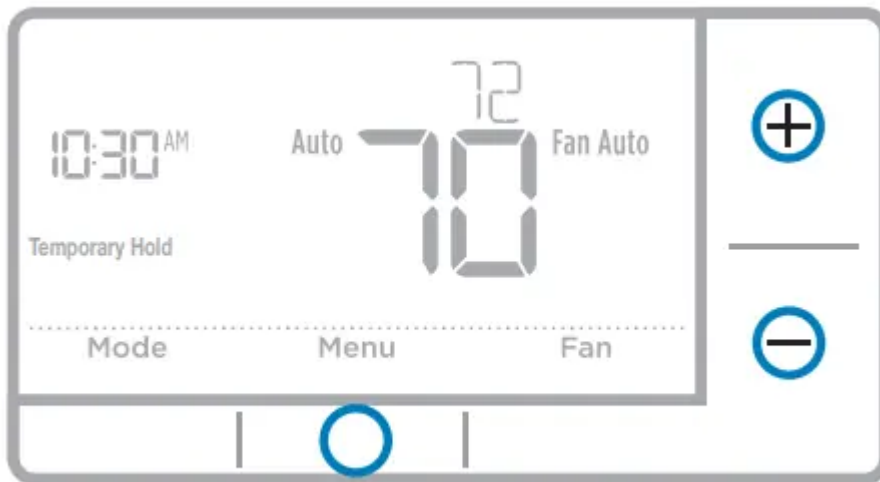 72
10:30 AM Auto 70 Fan Auto
Temporary Hold
Mode Menu Fan
+
−